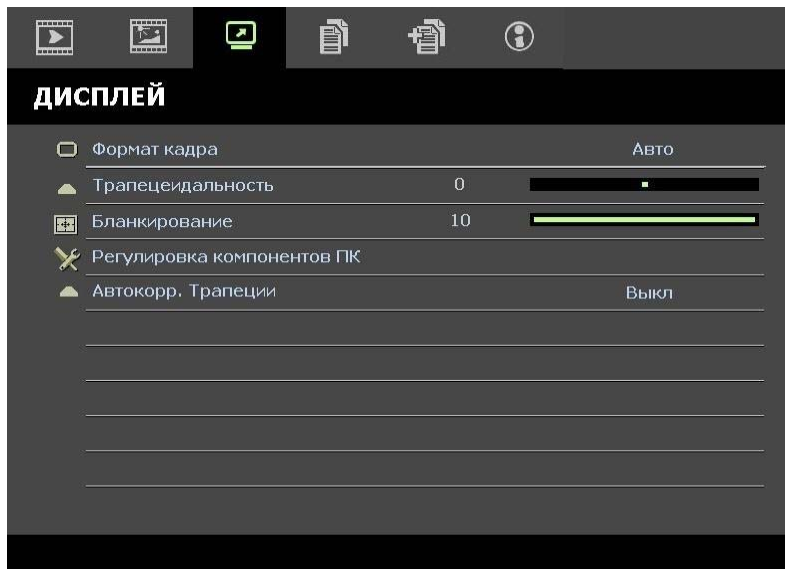 ДИСПЛЕЙ
Формат кадра Авто
Трапецеидальность 0
Бланкирование 10
Регулировка компонентов ПК
Автокорр. Трапеции Выкл